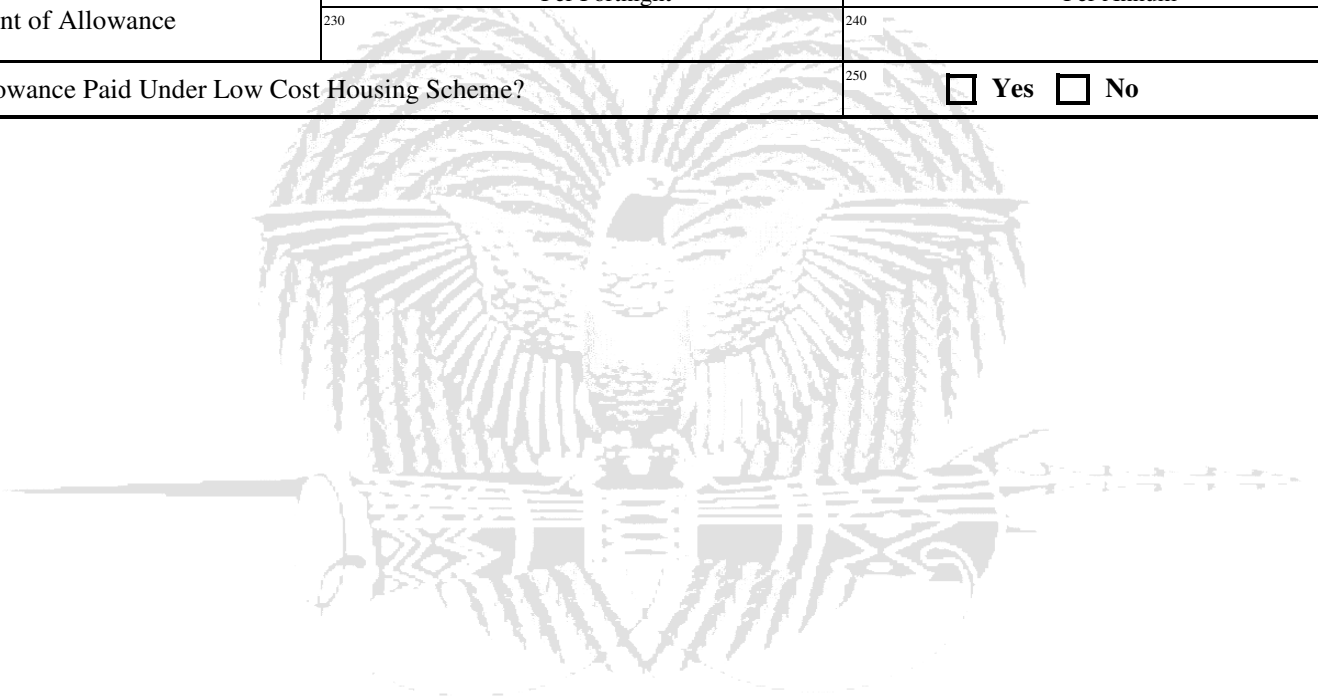 Per Fortnight Per Annum
nt of Allowance 230 240
owance Paid Under Low Cost Housing Scheme? 250 Yes No